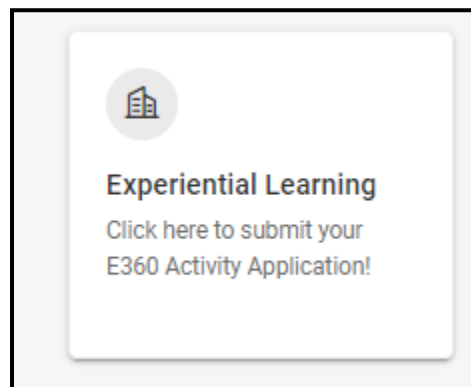 Experiential Learning
Click here to submit your
E360 Activity Application!